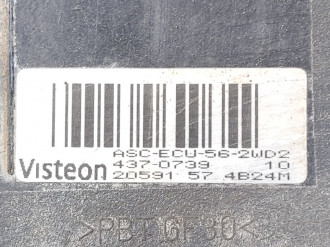 ASC-ECU-56-2WD2
437-0739 10
Visteon 20591 57 4B24M
>PBT GF30<